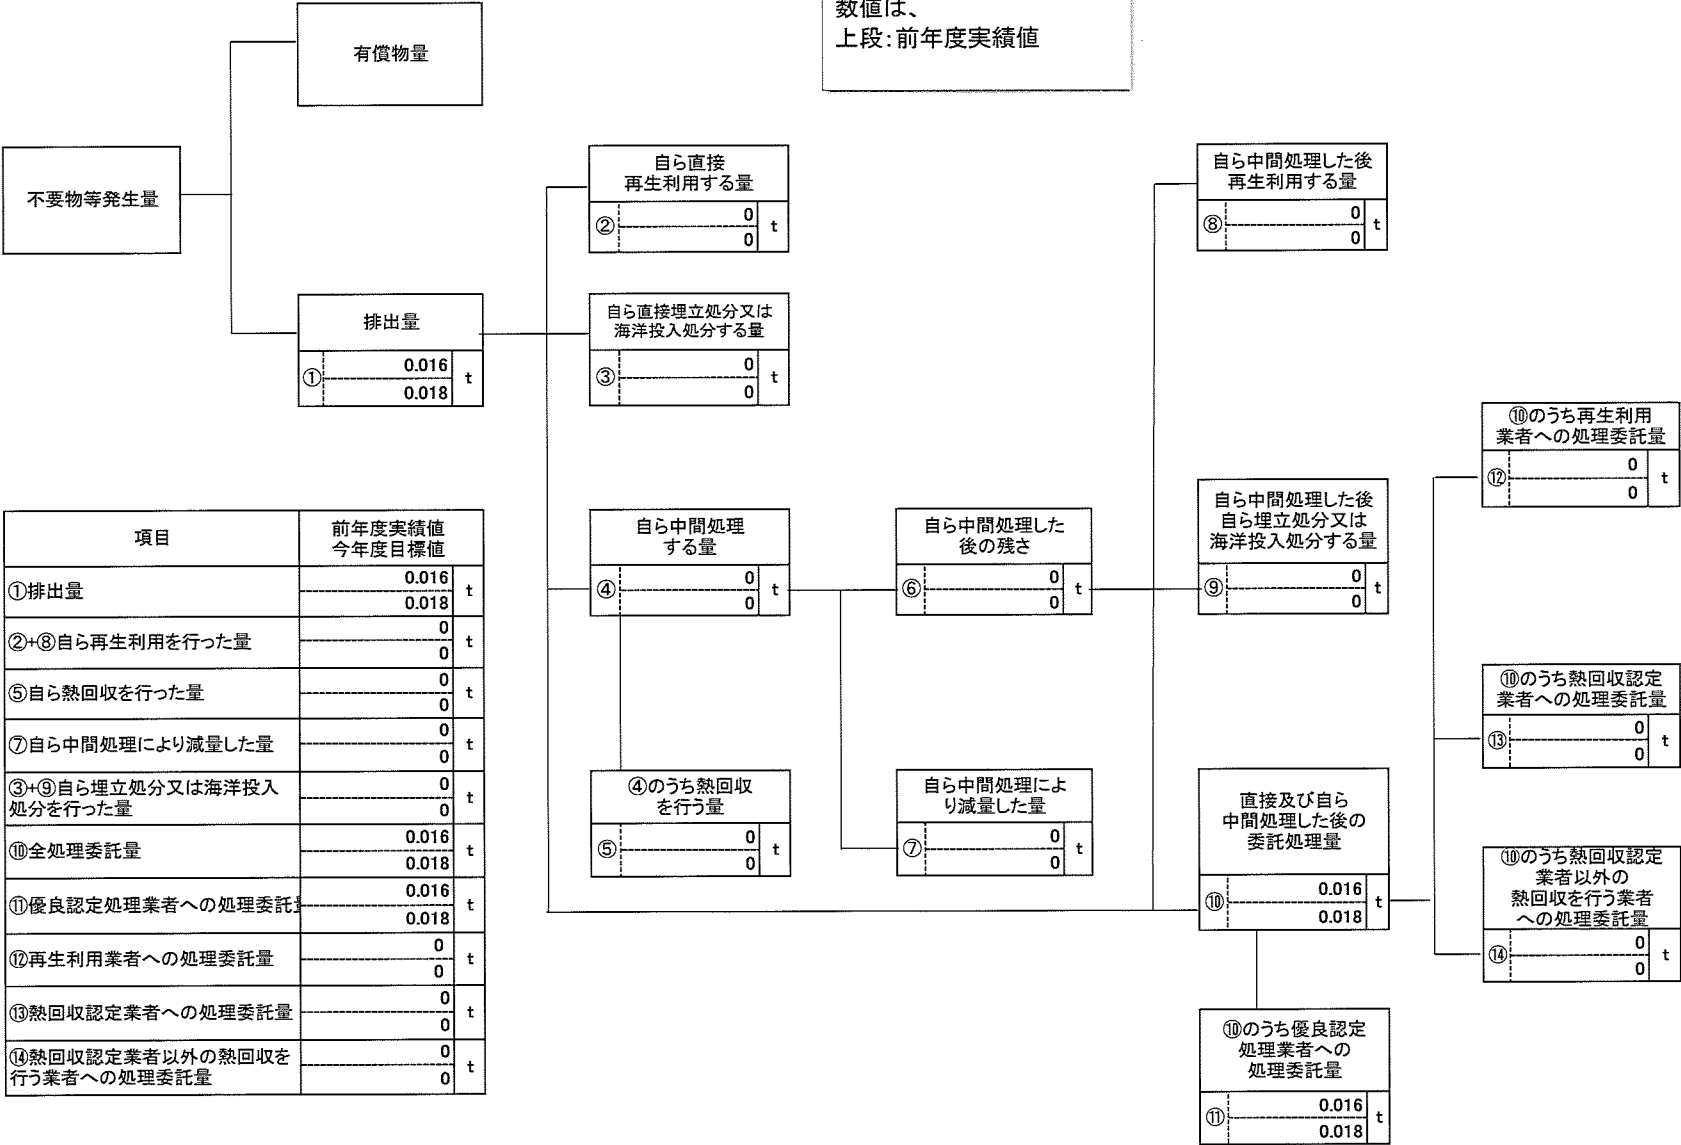 数値は、
上段:前年度実績値
有償物量
不要物等発生量
排出量
① 0.016 t
0.018
自ら直接
再生利用する量
② 0 t
0
自ら直接埋立処分又は
海洋投入処分する量
③ 0 t
0
自ら中間処理
する量
④ 0 t
0
④のうち熱回収
を行う量
⑤ 0 t
0
自ら中間処理した
後の残さ
⑥ 0 t
0
自ら中間処理によ
り減量した量
⑦ 0 t
0
自ら中間処理した後
再生利用する量
⑧ 0 t
0
自ら中間処理した後
自ら埋立処分又は
海洋投入処分する量
⑨ 0 t
0
直接及び自ら
中間処理した後の
委託処理量
⑩ 0.016 t
0.018
⑩のうち優良認定
処理業者への
処理委託量
⑪ 0.016 t
0.018
⑩のうち再生利用
業者への処理委託量
⑫ 0 t
0
⑩のうち熱回収認定
業者への処理委託量
⑬ 0 t
0
⑩のうち熱回収認定
業者以外の
熱回収を行う業者
への処理委託量
⑭ 0 t
0
項目 前年度実績値
今年度目標値
①排出量 0.016 t
0.018
②+⑧自ら再生利用を行った量 0 t
0
⑤自ら熱回収を行った量 0 t
0
⑦自ら中間処理により減量した量 0 t
0
③+⑨自ら埋立処分又は海洋投入
処分を行った量 0 t
0
⑩全処理委託量 0.016 t
0.018
⑪優良認定処理業者への処理委託 0.016 t
0.018
⑫再生利用業者への処理委託量 0 t
0
⑬熱回収認定業者への処理委託量 0 t
0
⑭熱回収認定業者以外の熱回収を
行う業者への処理委託量 0 t
0